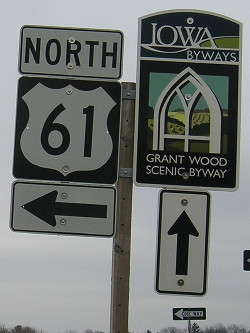 NORTH
61
IOWA
BYWAYS
GRANT WOOD
SCENIC BYWAY